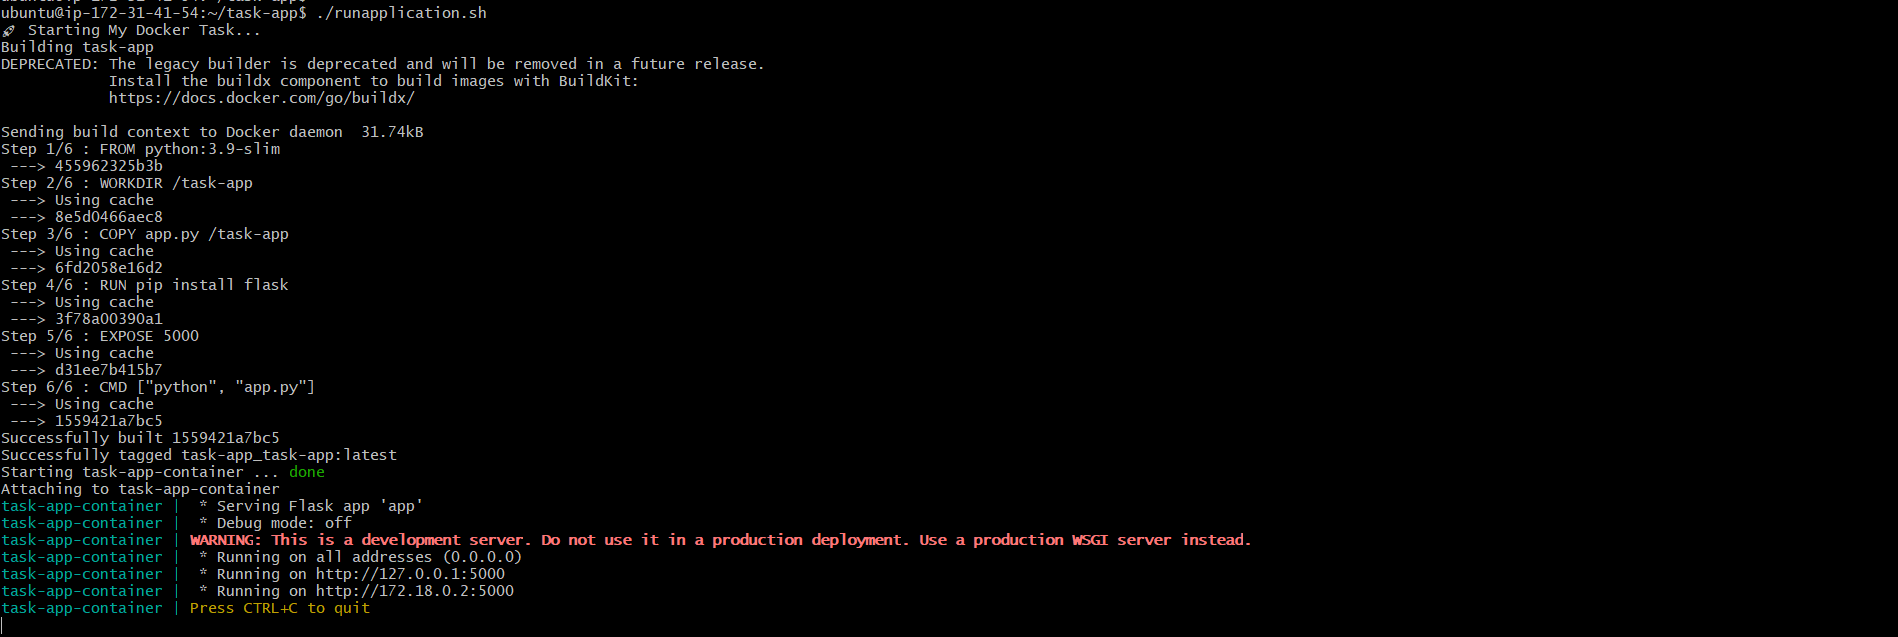 ubuntu@ip-172-31-41-54:~/task-app$ ./runapplication.sh
🚀 Starting My Docker Task...
Building task-app
DEPRECATED: The legacy builder is deprecated and will be removed in a future release.
            Install the buildx component to build images with BuildKit:
            https://docs.docker.com/go/buildx/

Sending build context to Docker daemon  31.74kB
Step 1/6 : FROM python:3.9-slim
 ---> 455962325b3b
Step 2/6 : WORKDIR /task-app
 ---> Using cache
 ---> 8e5d0466aec8
Step 3/6 : COPY app.py /task-app
 ---> Using cache
 ---> 6fd2058e16d2
Step 4/6 : RUN pip install flask
 ---> Using cache
 ---> 3f78a00390a1
Step 5/6 : EXPOSE 5000
 ---> Using cache
 ---> d31ee7b415b7
Step 6/6 : CMD ["python", "app.py"]
 ---> Using cache
 ---> 1559421a7bc5
Successfully built 1559421a7bc5
Successfully tagged task-app_task-app:latest
Starting task-app-container ... done
Attaching to task-app-container
task-app-container |  * Serving Flask app 'app'
task-app-container |  * Debug mode: off
task-app-container | WARNING: This is a development server. Do not use it in a production deployment. Use a production WSGI server instead.
task-app-container |  * Running on all addresses (0.0.0.0)
task-app-container |  * Running on http://127.0.0.1:5000
task-app-container |  * Running on http://172.18.0.2:5000
task-app-container | Press CTRL+C to quit